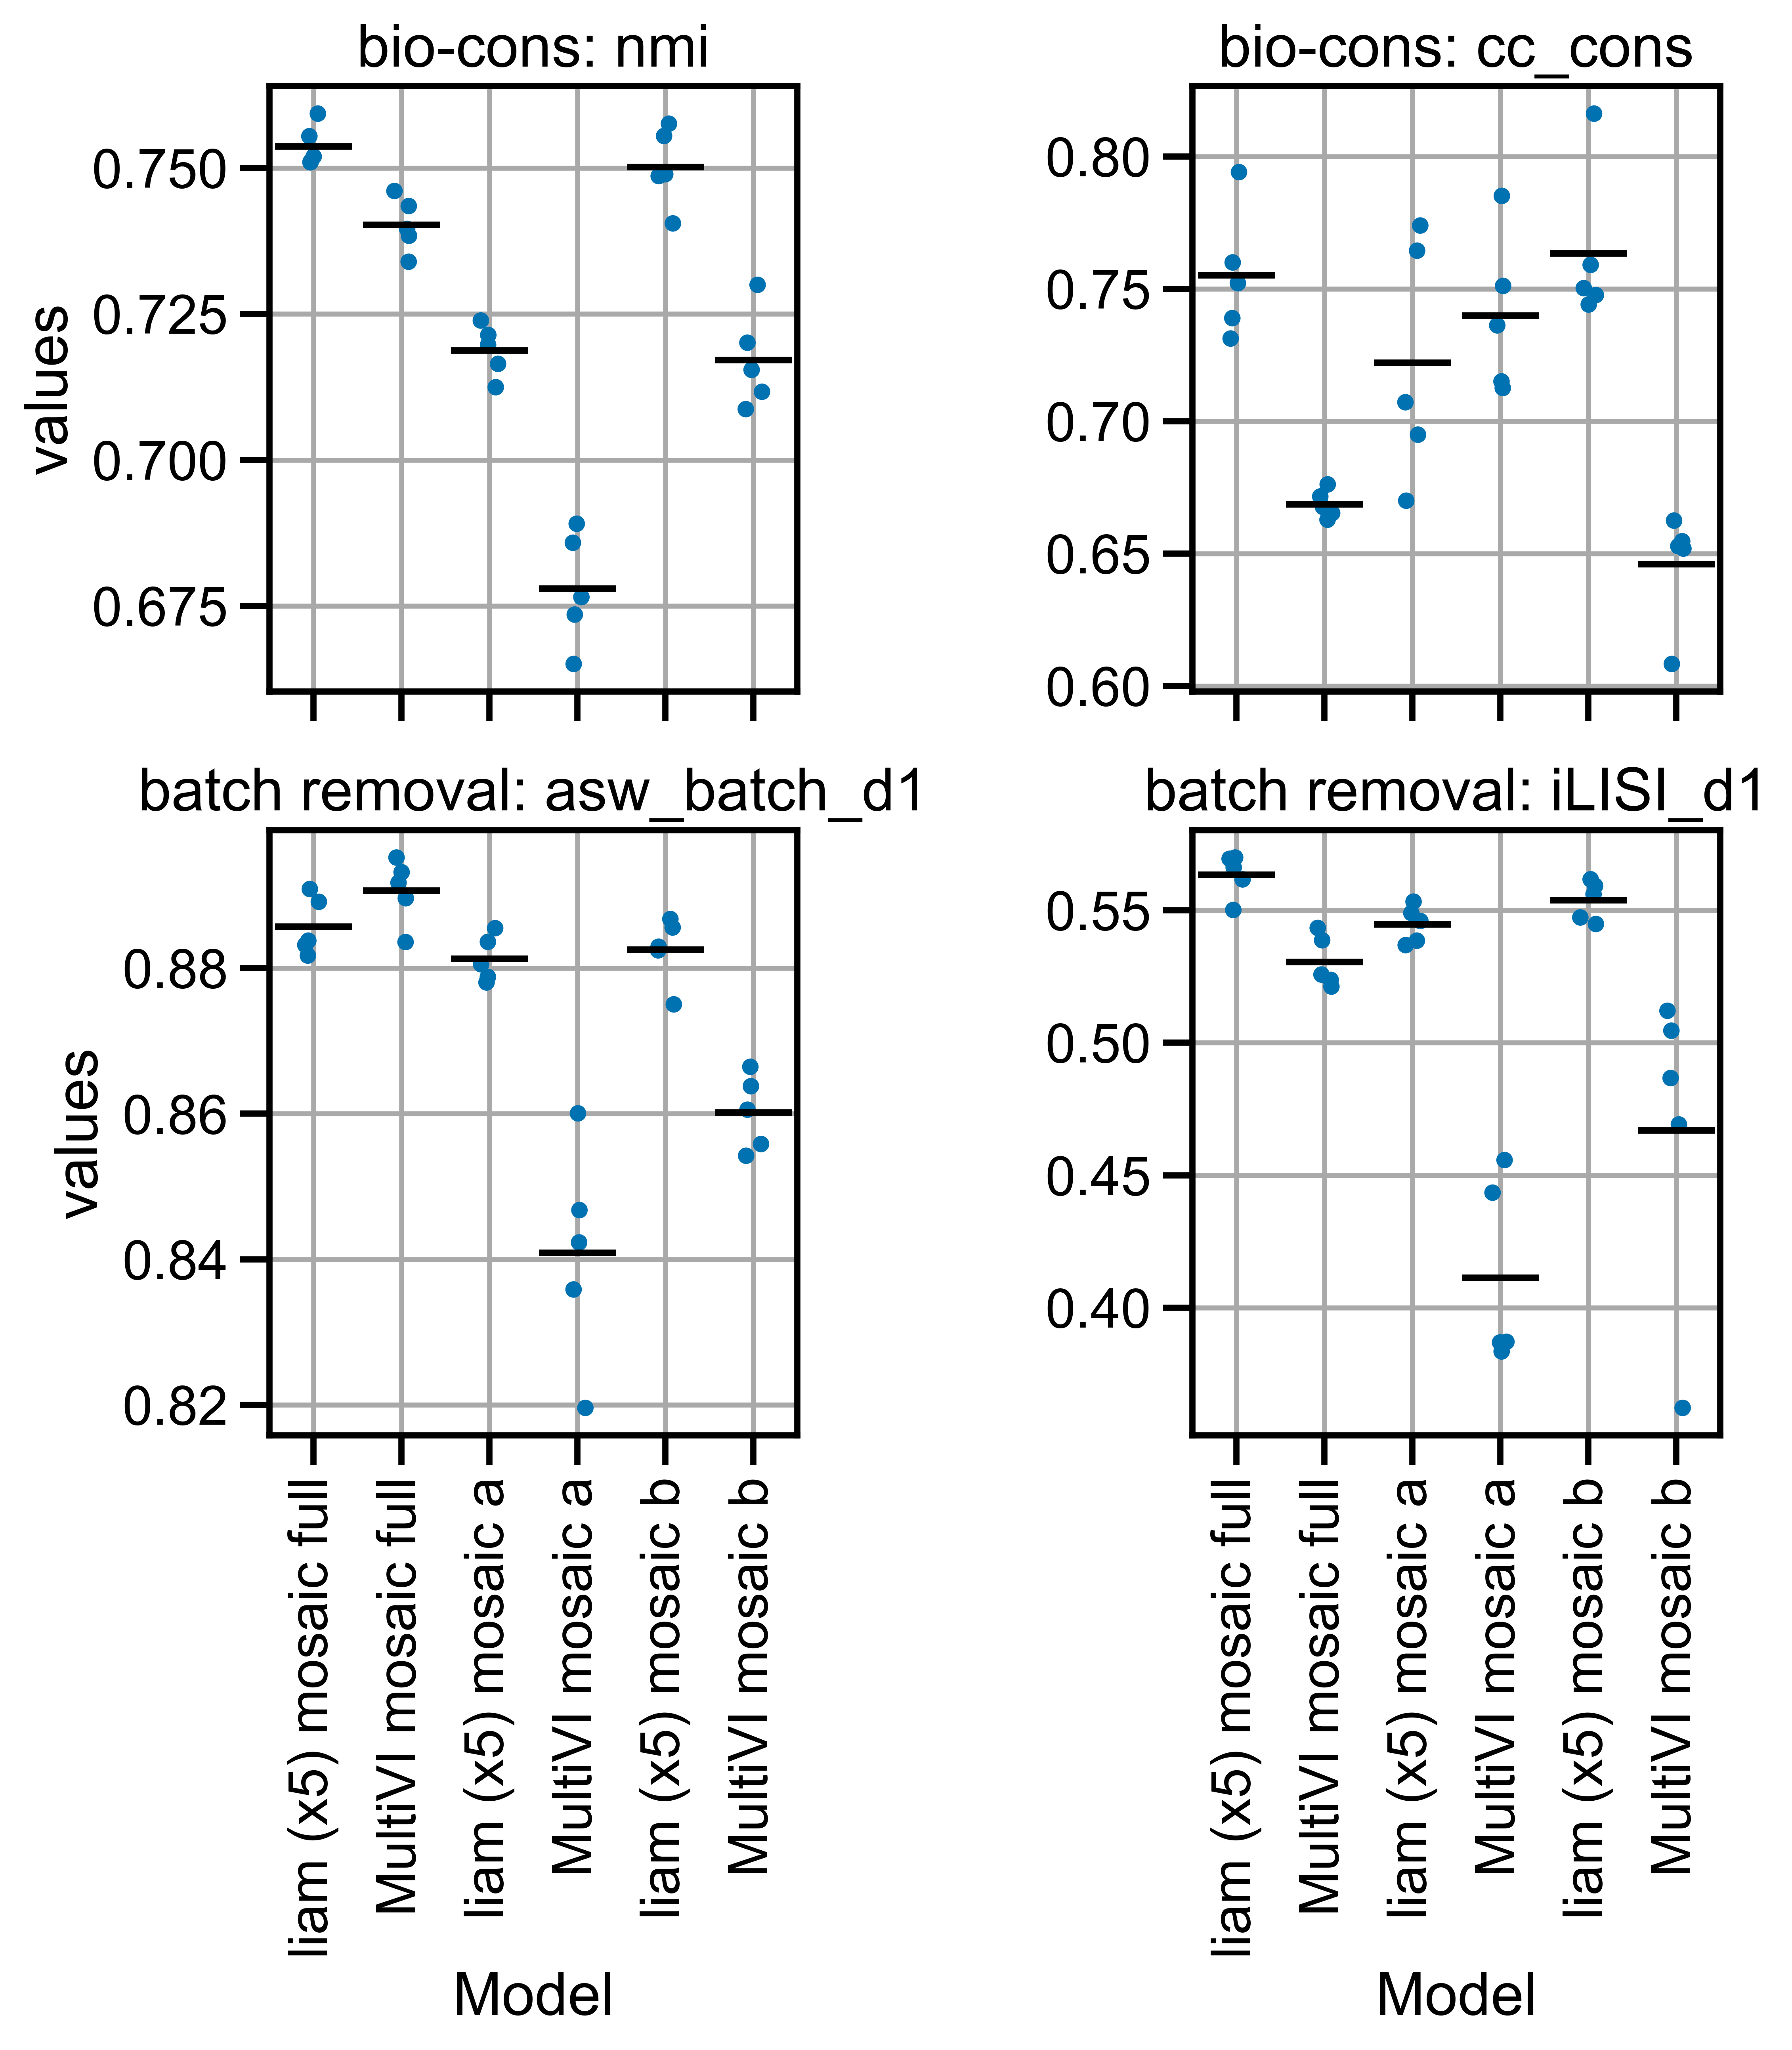 bio-cons: nmi
bio-cons: cc_cons
values
0.750
0.725
0.700
0.675
0.80
0.75
0.70
0.65
0.60
batch removal: asw_batch_d1
batch removal: iLISI_d1
values
0.88
0.86
0.84
0.82
0.55
0.50
0.45
0.40
liam (x5) mosaic full
MultiVI mosaic full
liam (x5) mosaic a
MultiVI mosaic a
liam (x5) mosaic b
MultiVI mosaic b
liam (x5) mosaic full
MultiVI mosaic full
liam (x5) mosaic a
MultiVI mosaic a
liam (x5) mosaic b
MultiVI mosaic b
Model
Model